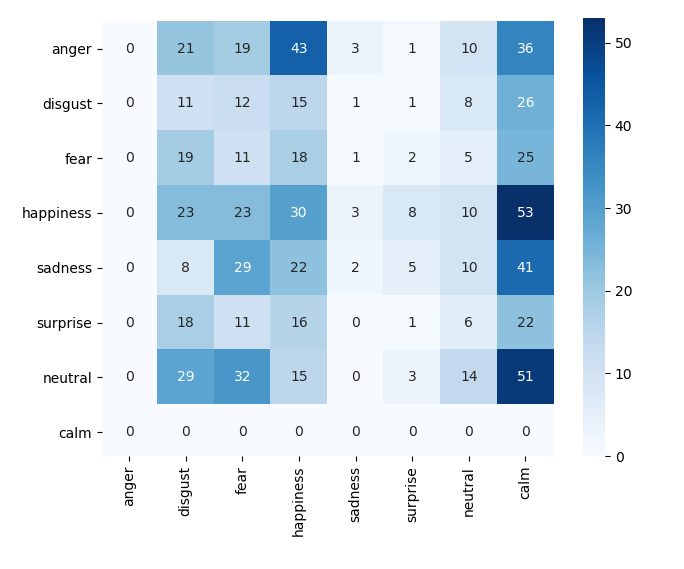 anger 0 21 19 43 3 1 10 36
disgust 0 11 12 15 1 1 8 26
fear 0 19 11 18 1 2 5 25
happiness 0 23 23 30 3 8 10 53
sadness 0 8 29 22 2 5 10 41
surprise 0 18 11 16 0 1 6 22
neutral 0 29 32 15 0 3 14 51
calm 0 0 0 0 0 0 0 0
anger disgust fear happiness sadness surprise neutral calm
50
40
30
20
10
0